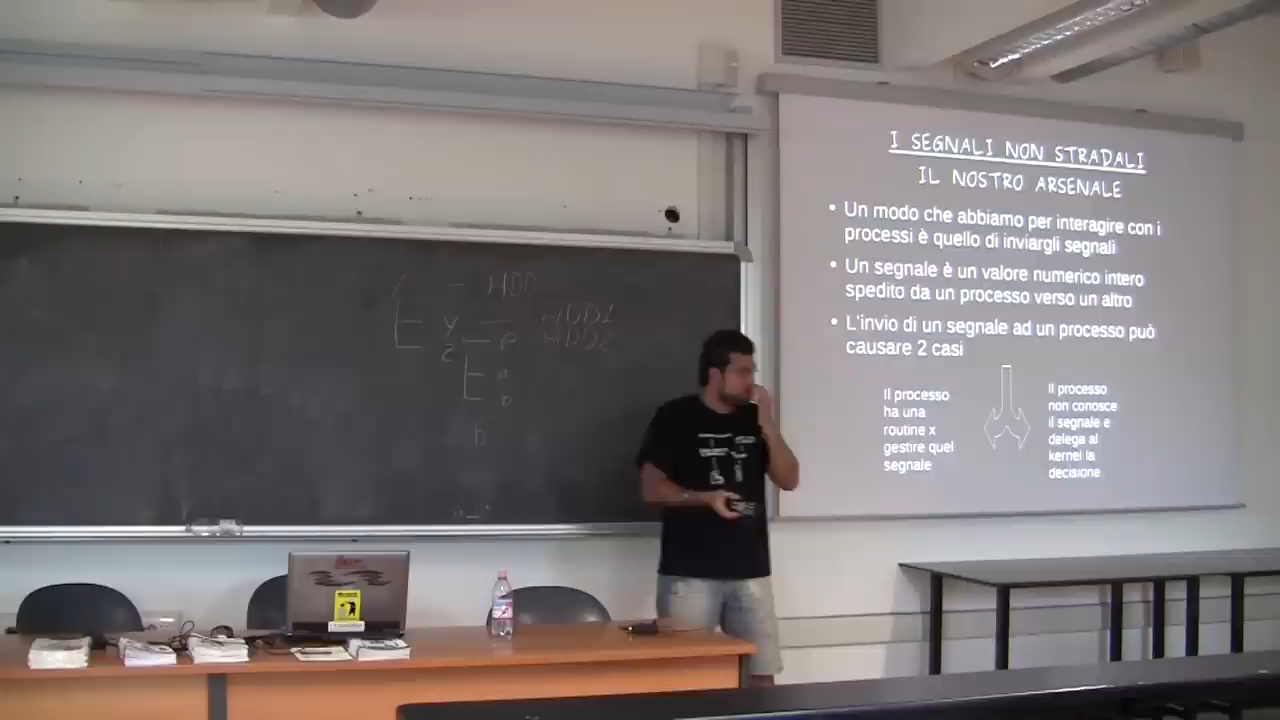 HDD
y HDD1
z p HDD2
a
b
h
I SEGNALI NON STRADALI
IL NOSTRO ARSENALE
• Un modo che abbiamo per interagire con i
processi è quello di inviargli segnali
• Un segnale è un valore numerico intero
spedito da un processo verso un altro
• L'invio di un segnale ad un processo può
causare 2 casi
Il processo
ha una
routine x
gestire quel
segnale
Il processo
non conosce
il segnale e
delega al
kernel la
decisione